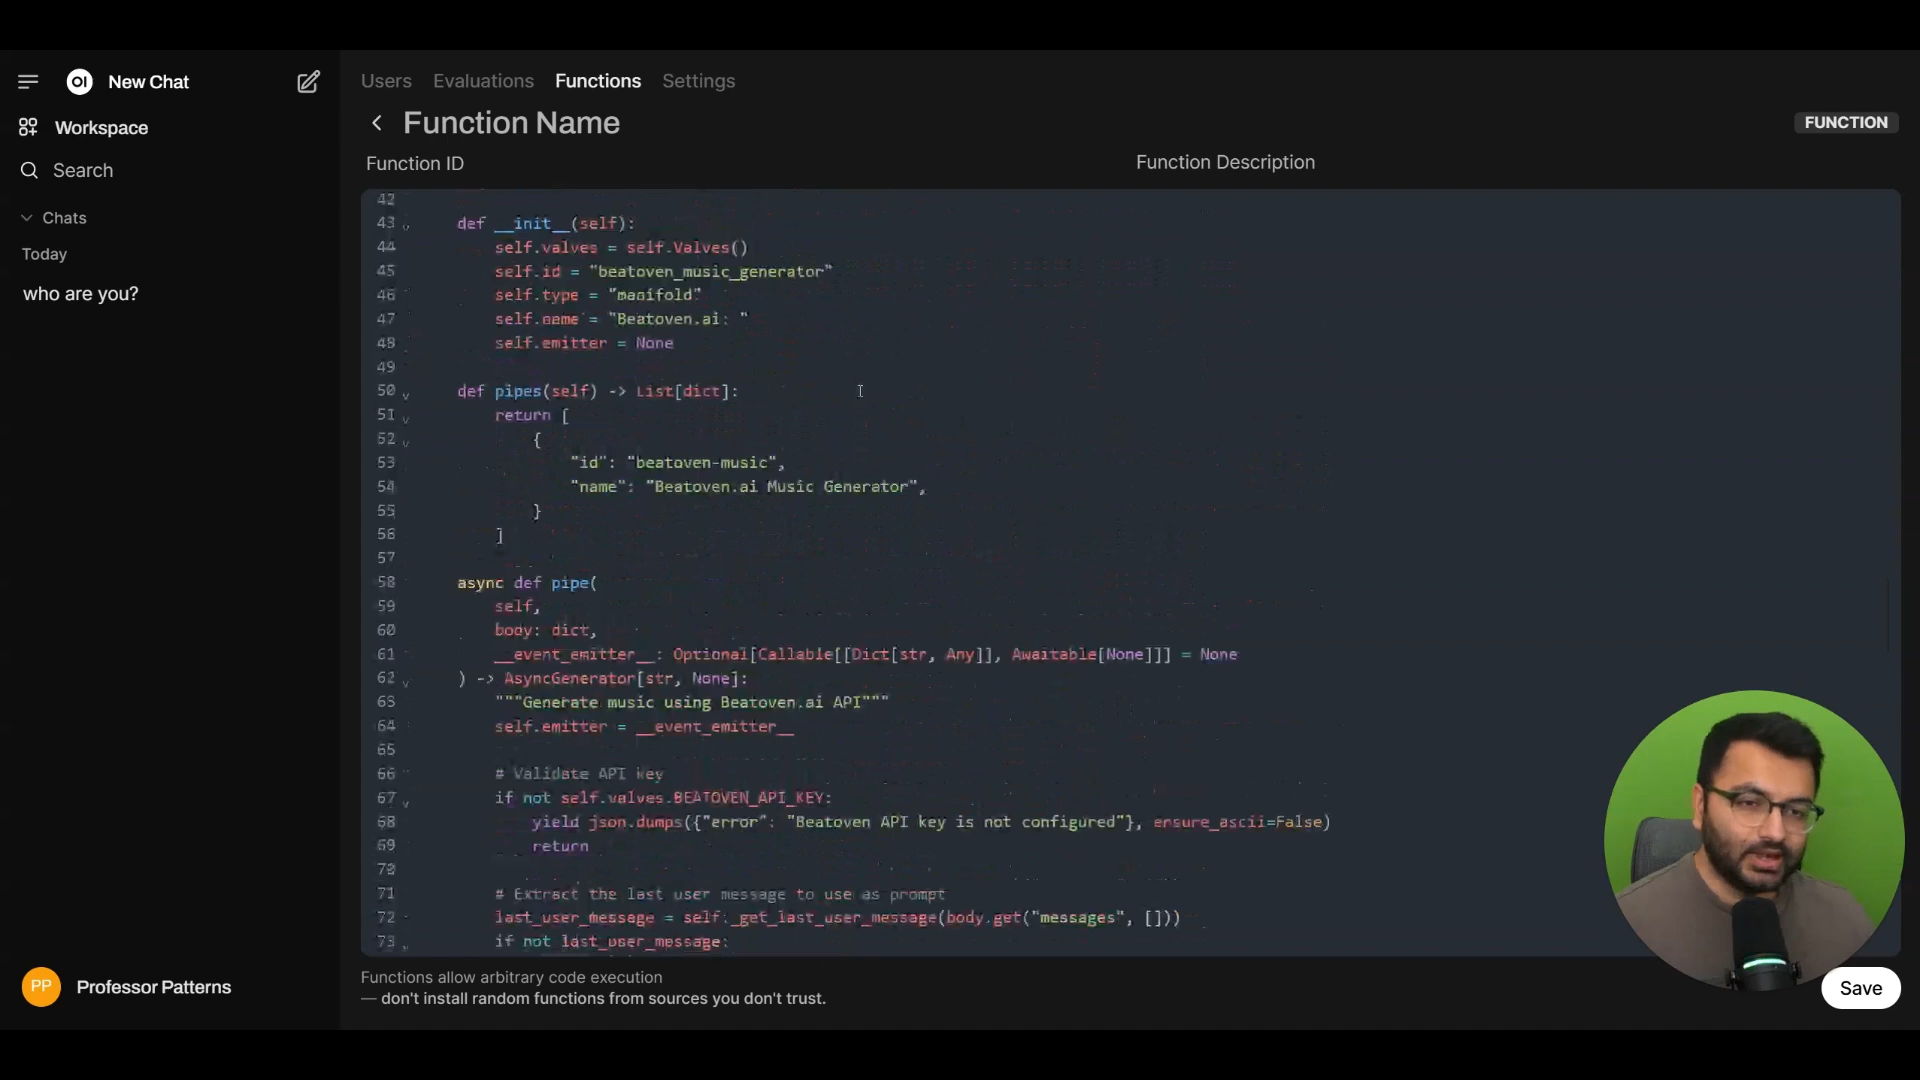 OI New Chat
Workspace
Search
Chats
Today
who are you?
PP Professor Patterns
Users Evaluations Functions Settings
Function Name
FUNCTION
Function ID
Function Description
42
43 def __init__(self):
44 self.valves = self.Valves()
45 self.id = "beatoven_music_generator"
46 self.type = "manifold"
47 self.name = "Beatoven.ai: "
48 self.emitter = None
49
50 def pipes(self) -> List[dict]:
51 return [
52 {
53 "id": "beatoven-music",
54 "name": "Beatoven.ai Music Generator",
55 }
56 ]
57
58 async def pipe(
59 self,
60 body: dict,
61 __event_emitter__: Optional[Callable[[Dict[str, Any]], Awaitable[None]]] = None
62 ) -> AsyncGenerator[str, None]:
63 """Generate music using Beatoven.ai API"""
64 self.emitter = __event_emitter__
65
66 # Validate API key
67 if not self.valves.BEATOVEN_API_KEY:
68 yield json.dumps({"error": "Beatoven API key is not configured"}, ensure_ascii=False)
69 return
70
71 # Extract the last user message to use as prompt
72 last_user_message = self._get_last_user_message(body.get("messages", []))
73 if not last_user_message:
Functions allow arbitrary code execution
— don't install random functions from sources you don't trust.
Save